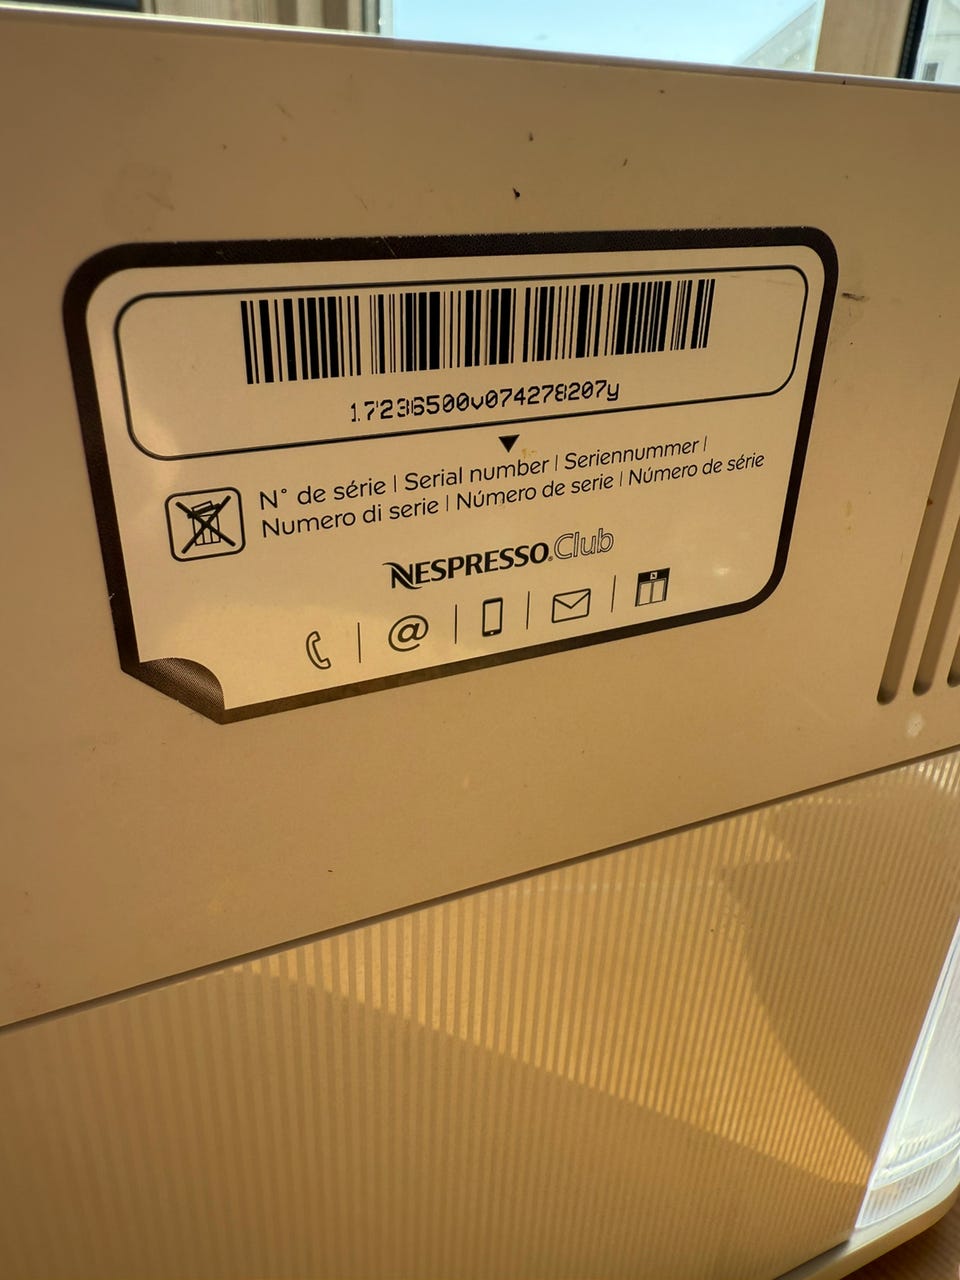 17236500v074278207y
N° de série | Serial number | Seriennummer |
Numero di serie | Número de serie | Número de série
NESPRESSO.Club
@
N